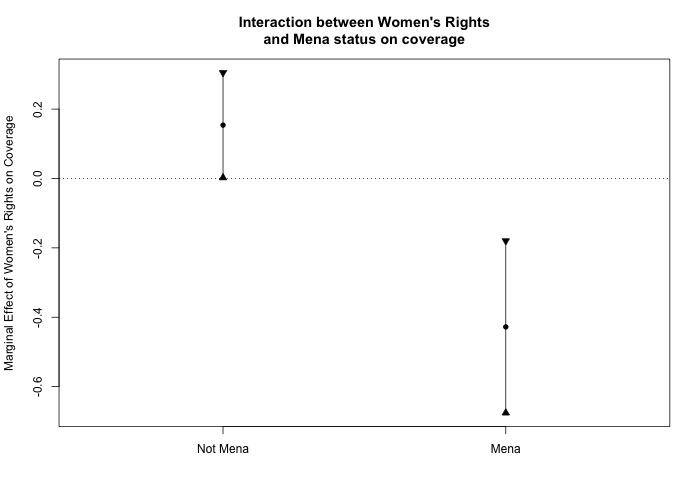 Interaction between Women's Rights
and Mena status on coverage
Marginal Effect of Women's Rights on Coverage
0.2
0.0
-0.2
-0.4
-0.6
Not Mena
Mena